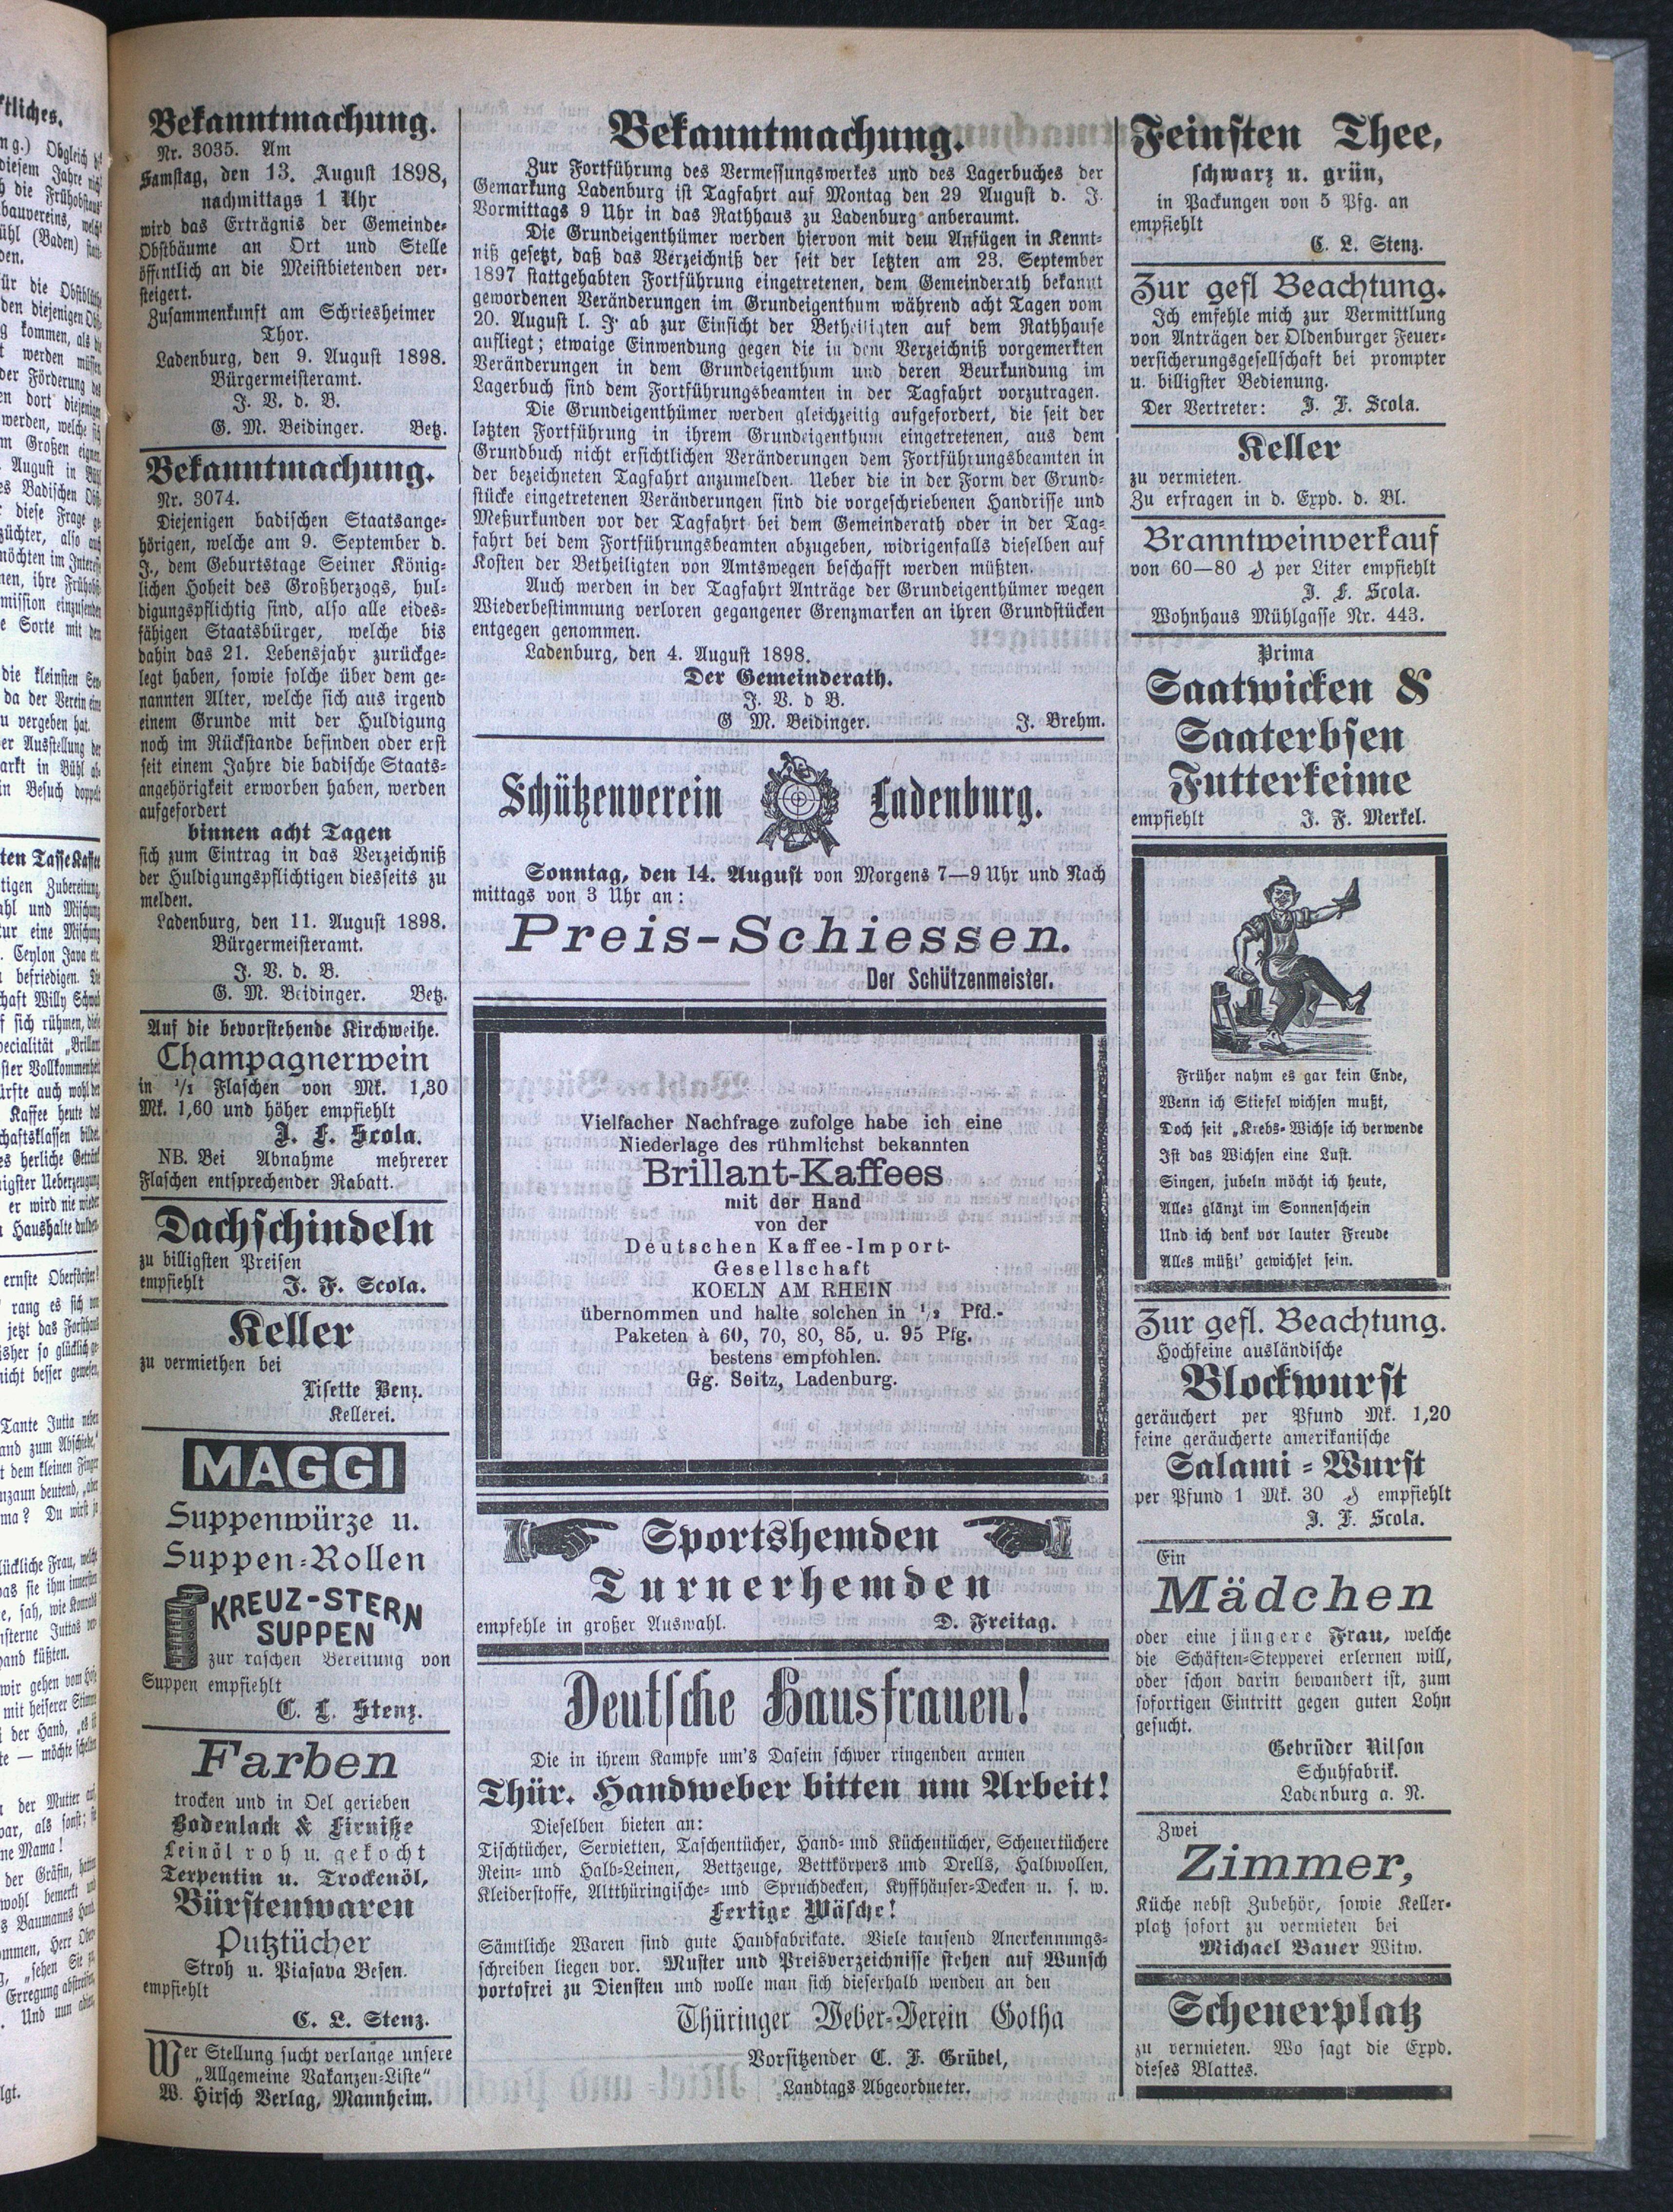 Bekanntmachung.
Nr. 3035. Am
Samstag, den 13. August 1898,
nachmittags 1 Uhr
wird das Erträgnis der Gemeinde-
Obstbäume an Ort und Stelle
öffentlich an die Meistbietenden ver-
steigert.
Zusammenkunft am Schriesheimer
Thor.
Ladenburg, den 9. August 1898.
Bürgermeisteramt.
J. V. d. B.
G. M. Beidinger. Betz.
Bekanntmachung.
Nr. 3074.
Diejenigen badischen Staatsange-
hörigen, welche am 9. September d.
J., dem Geburtstage Seiner König-
lichen Hoheit des Großherzogs, hul-
digungspflichtig sind, also alle eides-
fähigen Staatsbürger, welche bis
dahin das 21. Lebensjahr zurückge-
legt haben, sowie solche über dem ge-
nannten Alter, welche sich aus irgend
einem Grunde mit der Huldigung
noch im Rückstande befinden oder erst
seit einem Jahre die badische Staats-
angehörigkeit erworben haben, werden
aufgefordert
binnen acht Tagen
sich zum Eintrag in das Verzeichniß
der Huldigungspflichtigen diesseits zu
melden.
Ladenburg, den 11. August 1898.
Bürgermeisteramt.
J. V. d. B.
G. M. Beidinger. Betz.
Auf die bevorstehende Kirchweihe.
Champagnerwein
in 1/1 Flaschen von Mk. 1,30
Mk. 1,60 und höher empfiehlt
J. F. Scola.
NB. Bei Abnahme mehrerer
Flaschen entsprechender Rabatt.
Dachschindeln
zu billigsten Preisen
empfiehlt J. F. Scola.
Keller
zu vermiethen bei
Lisette Benz.
Kellerei.
MAGGI
Suppenwürze u.
Suppen-Rollen
KREUZ-STERN
SUPPEN
zur raschen Bereitung von
Suppen empfiehlt
C. L. Stenz.
Farben
trocken und in Oel gerieben
Bodenlack & Firniße
Leinöl roh u. gekocht
Terpentin u. Trockenöl,
Bürstenwaren
Putztücher
Stroh u. Piasava Besen.
empfiehlt
C. L. Stenz.
Wer Stellung sucht verlange unsere
„Allgemeine Vakanzen-Liste“
W. Hirsch Verlag, Mannheim.
Bekanntmachung.
Zur Fortführung des Vermessungswerkes und des Lagerbuches der
Gemarkung Ladenburg ist Tagfahrt auf Montag den 29 August d. J.
Vormittags 9 Uhr in das Rathhaus zu Ladenburg anberaumt.
Die Grundeigenthümer werden hiervon mit dem Anfügen in Kennt-
niß gesetzt, daß das Verzeichniß der seit der letzten am 23. September
1897 stattgehabten Fortführung eingetretenen, dem Gemeinderath bekannt
gewordenen Veränderungen im Grundeigenthum während acht Tagen vom
20. August l. J ab zur Einsicht der Betheiligten auf dem Rathhause
aufliegt; etwaige Einwendung gegen die in dem Verzeichniß vorgemerkten
Veränderungen in dem Grundeigenthum und deren Beurkundung im
Lagerbuch sind dem Fortführungsbeamten in der Tagfahrt vorzutragen.
Die Grundeigenthümer werden gleichzeitig aufgefordert, die seit der
letzten Fortführung in ihrem Grundeigenthum eingetretenen, aus dem
Grundbuch nicht ersichtlichen Veränderungen dem Fortführungsbeamten in
der bezeichneten Tagfahrt anzumelden. Ueber die in der Form der Grund-
stücke eingetretenen Veränderungen sind die vorgeschriebenen Handrisse und
Meßurkunden vor der Tagfahrt bei dem Gemeinderath oder in der Tag-
fahrt bei dem Fortführungsbeamten abzugeben, widrigenfalls dieselben auf
Kosten der Betheiligten von Amtswegen beschafft werden müßten.
Auch werden in der Tagfahrt Anträge der Grundeigenthümer wegen
Wiederbestimmung verloren gegangener Grenzmarken an ihren Grundstücken
entgegen genommen.
Ladenburg, den 4. August 1898.
Der Gemeinderath.
J. V. d B.
G M. Beidinger. J. Brehm.
Schützenverein Ladenburg.
Sonntag, den 14. August von Morgens 7—9 Uhr und Nach
mittags von 3 Uhr an:
Preis-Schiessen.
Der Schützenmeister.
Vielfacher Nachfrage zufolge habe ich eine
Niederlage des rühmlichst bekannten
Brillant-Kaffees
mit der Hand
von der
Deutschen Kaffee-Import-
Gesellschaft
KOELN AM RHEIN
übernommen und halte solchen in 1/2 Pfd.-
Paketen à 60, 70, 80, 85, u. 95 Pfg.
bestens empfohlen.
Gg. Seitz, Ladenburg.
Sportshemden
Turnerhemden
empfehle in großer Auswahl. D. Freitag.
Deutsche Hausfrauen!
Die in ihrem Kampfe um's Dasein schwer ringenden armen
Thür. Handweber bitten um Arbeit!
Dieselben bieten an:
Tischtücher, Servietten, Taschentücher, Hand- und Küchentücher, Scheuertüchere
Rein- und Halb-Leinen, Bettzeuge, Bettkörpers und Drells, Halbwollen,
Kleiderstoffe, Altthüringische- und Spruchdecken, Kyffhäuser-Decken u. s. w.
Fertige Wäsche!
Sämtliche Waren sind gute Handfabrikate. Viele tausend Anerkennungs-
schreiben liegen vor. Muster und Preisverzeichnisse stehen auf Wunsch
portofrei zu Diensten und wolle man sich dieserhalb wenden an den
Thüringer Weber-Verein Gotha
Vorsitzender C. F. Grübel,
Landtags Abgeordneter.
Feinsten Thee,
schwarz u. grün,
in Packungen von 5 Pfg. an
empfiehlt
C. L. Stenz.
Zur gefl Beachtung.
Ich empfehle mich zur Vermittlung
von Anträgen der Oldenburger Feuer-
versicherungsgesellschaft bei prompter
u. billigster Bedienung.
Der Vertreter: J. F. Scola.
Keller
zu vermieten.
Zu erfragen in d. Expd. d. Bl.
Branntweinverkauf
von 60—80 ₰ per Liter empfiehlt
J. F. Scola.
Wohnhaus Mühlgasse Nr. 443.
Prima
Saatwicken &
Saaterbsen
Futterkeime
empfiehlt J. F. Merkel.
Früher nahm es gar kein Ende,
Wenn ich Stiefel wichsen mußt,
Doch seit „Krebs-Wichse ich verwende
Ist das Wichsen eine Lust.
Singen, jubeln möcht ich heute,
Alles glänzt im Sonnenschein
Und ich denk vor lauter Freude
Alles müßt' gewichset sein.
Zur gefl. Beachtung.
Hochfeine ausländische
Blockwurst
geräuchert per Pfund Mk. 1,20
feine geräucherte amerikanische
Salami-Wurst
per Pfund 1 Mk. 30 ₰ empfiehlt
J. F. Scola.
Ein
Mädchen
oder eine jüngere Frau, welche
die Schäften-Stepperei erlernen will,
oder schon darin bewandert ist, zum
sofortigen Eintritt gegen guten Lohn
gesucht.
Gebrüder Nilson
Schuhfabrik.
Ladenburg a. N.
Zwei
Zimmer,
Küche nebst Zubehör, sowie Keller-
platz sofort zu vermieten bei
Michael Bauer Witw.
Scheuerplatz
zu vermieten. Wo sagt die Expd.
dieses Blattes.